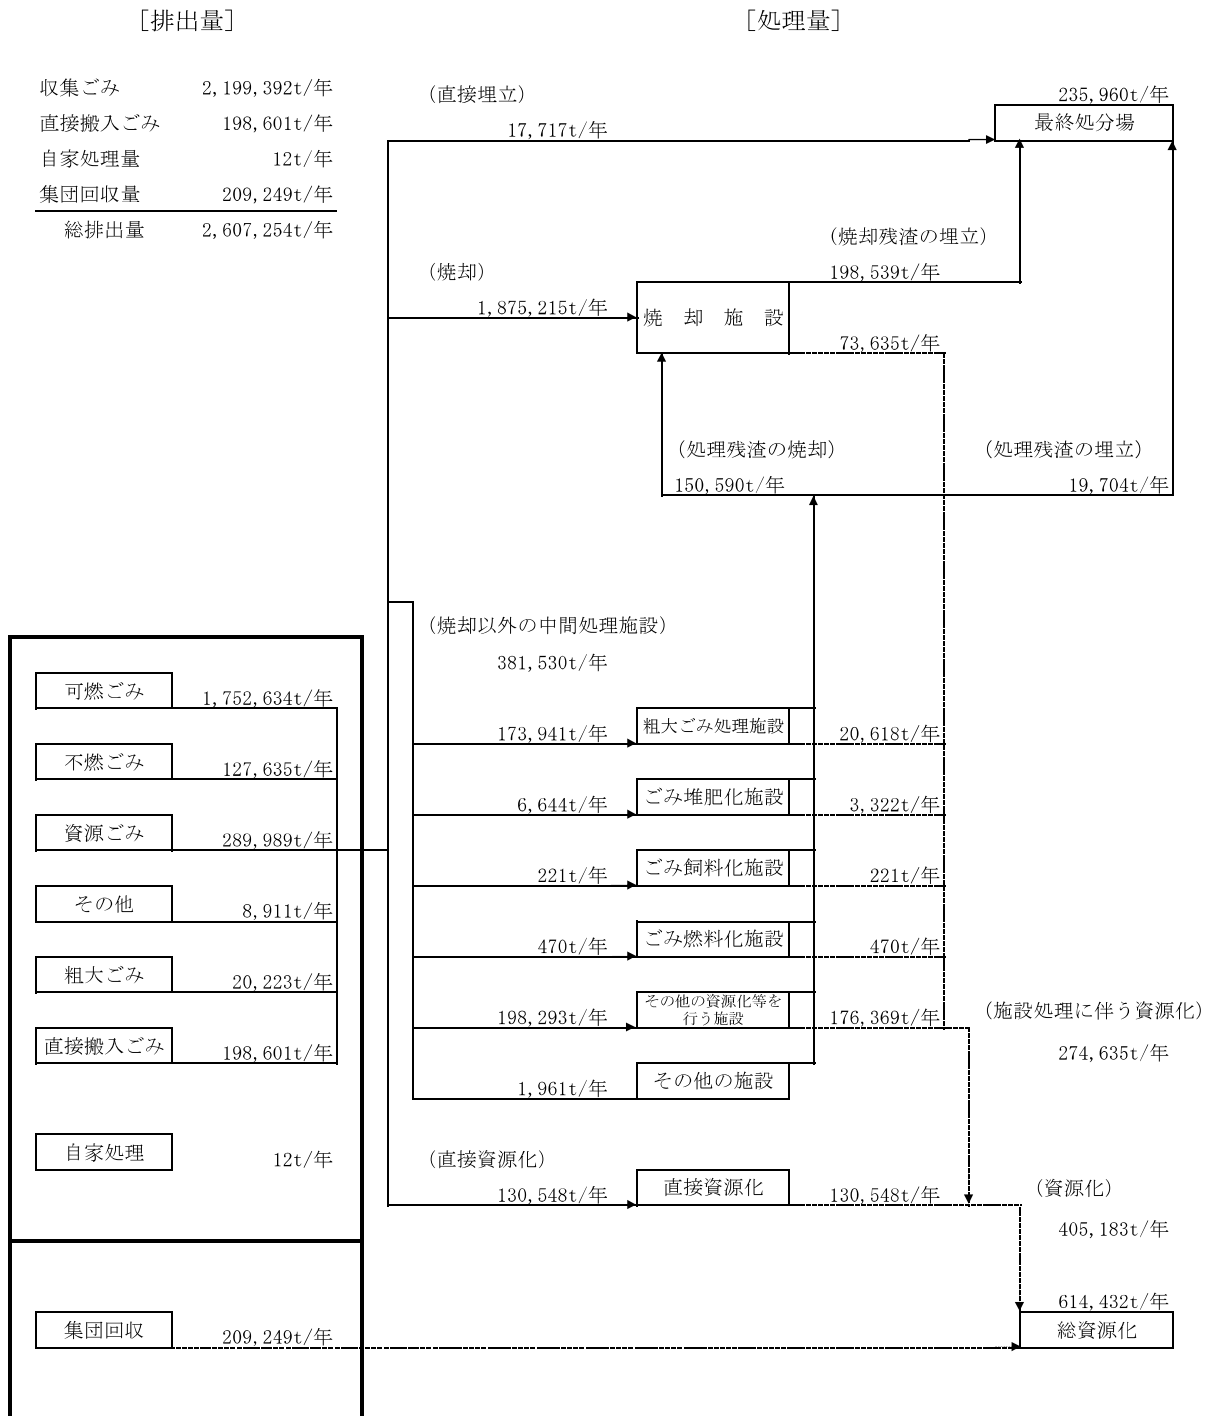 ［排出量］
［処理量］
収集ごみ 2,199,392t/年
直接搬入ごみ 198,601t/年
自家処理量 12t/年
集団回収量 209,249t/年
総排出量 2,607,254t/年
（直接埋立）
17,717t/年
235,960t/年
最終処分場
（焼却残渣の埋立）
198,539t/年
（焼却）
1,875,215t/年
焼却施設
73,635t/年
（処理残渣の焼却）
150,590t/年
（処理残渣の埋立）
19,704t/年
（焼却以外の中間処理施設）
381,530t/年
可燃ごみ 1,752,634t/年
不燃ごみ 127,635t/年
資源ごみ 289,989t/年
その他 8,911t/年
粗大ごみ 20,223t/年
直接搬入ごみ 198,601t/年
自家処理 12t/年
173,941t/年 粗大ごみ処理施設 20,618t/年
6,644t/年 ごみ堆肥化施設 3,322t/年
221t/年 ごみ飼料化施設 221t/年
470t/年 ごみ燃料化施設 470t/年
198,293t/年 その他の資源化等を
行う施設 176,369t/年
（施設処理に伴う資源化）
274,635t/年
1,961t/年 その他の施設
（直接資源化）
130,548t/年 直接資源化 130,548t/年
（資源化）
405,183t/年
614,432t/年
総資源化
集団回収 209,249t/年